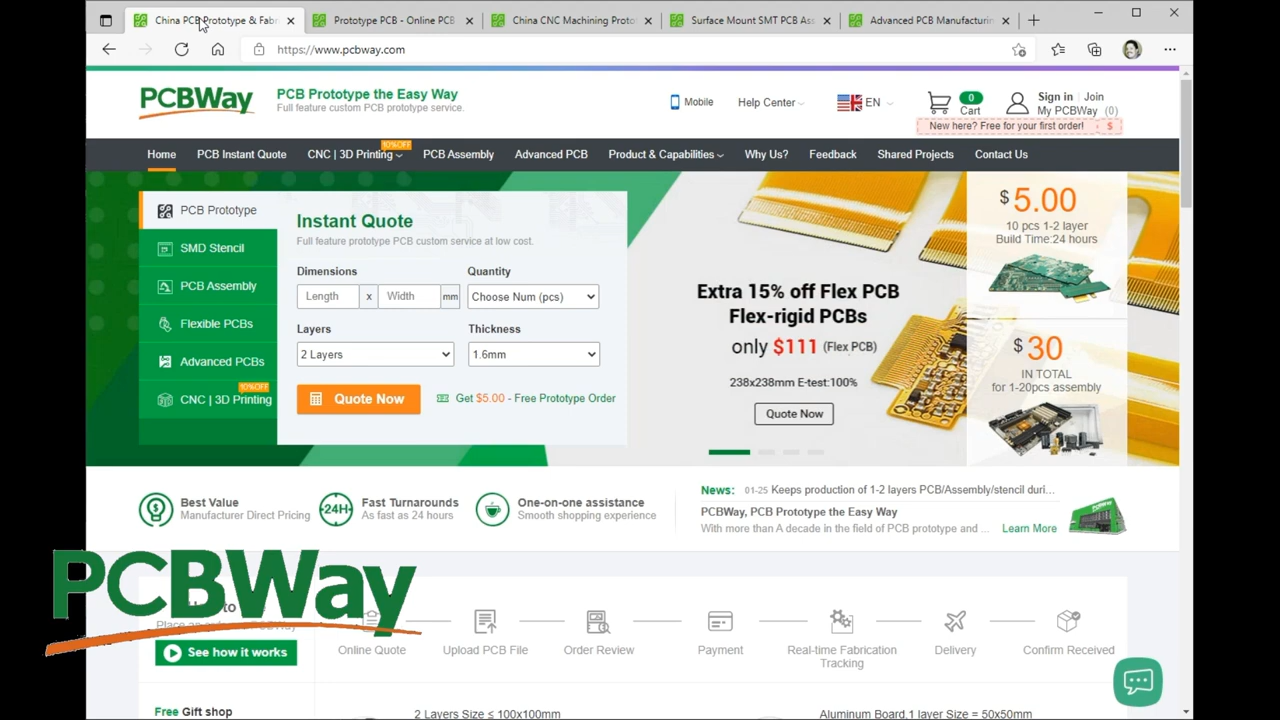 China PCB Prototype & Fabr
Prototype PCB - Online PCB
China CNC Machining Protot
Surface Mount SMT PCB Ass
Advanced PCB Manufacturin
https://www.pcbway.com
PCBWay
PCB Prototype the Easy Way
Full feature custom PCB prototype service.
Mobile
Help Center
EN
0
Cart
Sign in | Join
My PCBWay (0)
New here? Free for your first order! $
Home
PCB Instant Quote
CNC | 3D Printing
10%OFF
PCB Assembly
Advanced PCB
Product & Capabilities
Why Us?
Feedback
Shared Projects
Contact Us
PCB Prototype
SMD Stencil
PCB Assembly
Flexible PCBs
Advanced PCBs
10%OFF
CNC | 3D Printing
Instant Quote
Full feature prototype PCB custom service at low cost.
Dimensions
Quantity
Length x Width mm
Choose Num (pcs)
Layers
Thickness
2 Layers
1.6mm
Quote Now
Get $5.00 - Free Prototype Order
Extra 15% off Flex PCB
Flex-rigid PCBs
only $111 (Flex PCB)
238x238mm E-test:100%
Quote Now
$ 5.00
10 pcs 1-2 layer
Build Time:24 hours
$ 30
IN TOTAL
for 1-20pcs assembly
Best Value
Manufacturer Direct Pricing
24H
Fast Turnarounds
As fast as 24 hours
One-on-one assistance
Smooth shopping experience
News: 01-25 Keeps production of 1-2 layers PCB/Assembly/stencil duri...
PCBWay, PCB Prototype the Easy Way
With more than A decade in the field of PCB prototype and ...
Learn More
PCBWay
See how it works
Online Quote
Upload PCB File
Order Review
Payment
Real-time Fabrication
Tracking
Delivery
Confirm Received
Free Gift shop
2 Layers Size ≤ 100x100mm
Aluminum Board,1 layer Size = 50x50mm